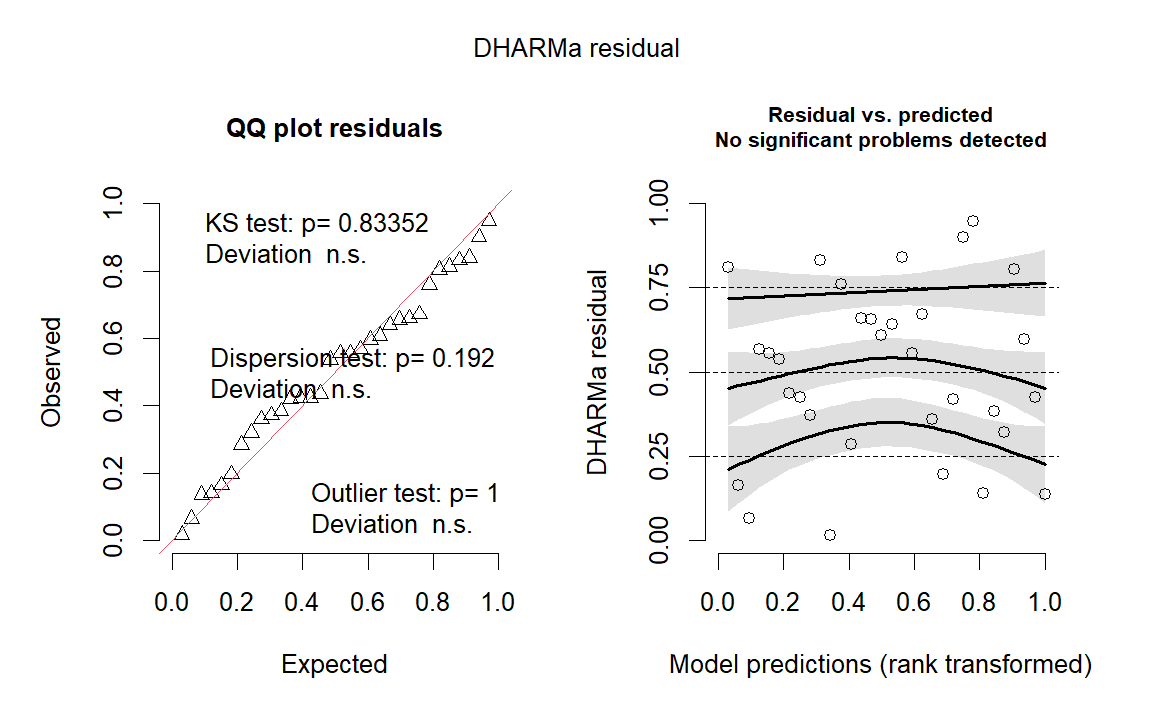 DHARMa residual
QQ plot residuals
KS test: p= 0.83352
Deviation  n.s.
Dispersion test: p= 0.192
Deviation  n.s.
Outlier test: p= 1
Deviation  n.s.
Observed
0.0 0.2 0.4 0.6 0.8 1.0
0.0 0.2 0.4 0.6 0.8 1.0
Expected
Residual vs. predicted
No significant problems detected
DHARMa residual
0.00 0.25 0.50 0.75 1.00
0.0 0.2 0.4 0.6 0.8 1.0
Model predictions (rank transformed)